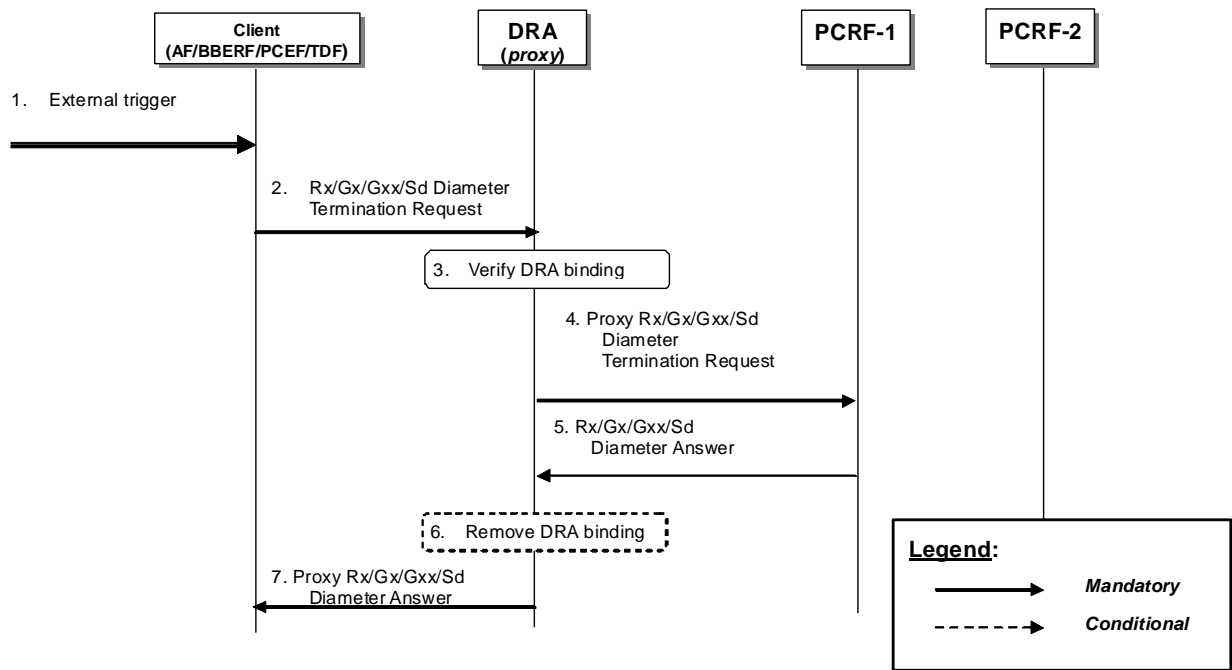 Client
(AF/BBERF/PCEF/TDF)
DRA
(proxy)
PCRF-1
PCRF-2
1. External trigger
2. Rx/Gx/Gxx/Sd Diameter
Termination Request
3. Verify DRA binding
4. Proxy Rx/Gx/Gxx/Sd
Diameter
Termination Request
5. Rx/Gx/Gxx/Sd
Diameter Answer
6. Remove DRA binding
7. Proxy Rx/Gx/Gxx/Sd
Diameter Answer
Legend:
Mandatory
Conditional